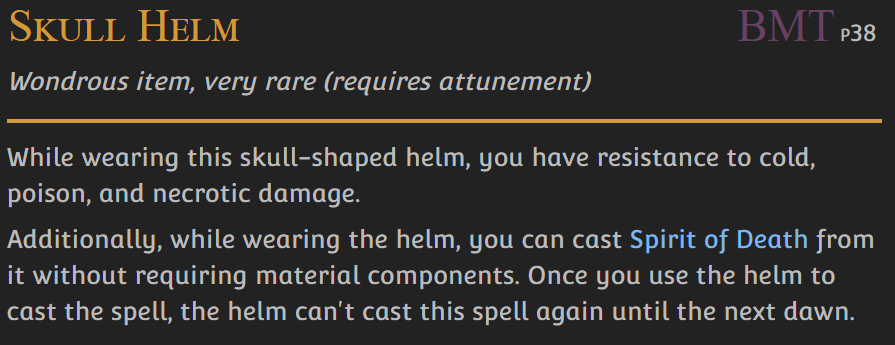 Skull Helm BMT P38
Wondrous item, very rare (requires attunement)
While wearing this skull-shaped helm, you have resistance to cold,
poison, and necrotic damage.
Additionally, while wearing the helm, you can cast Spirit of Death from
it without requiring material components. Once you use the helm to
cast the spell, the helm can't cast this spell again until the next dawn.